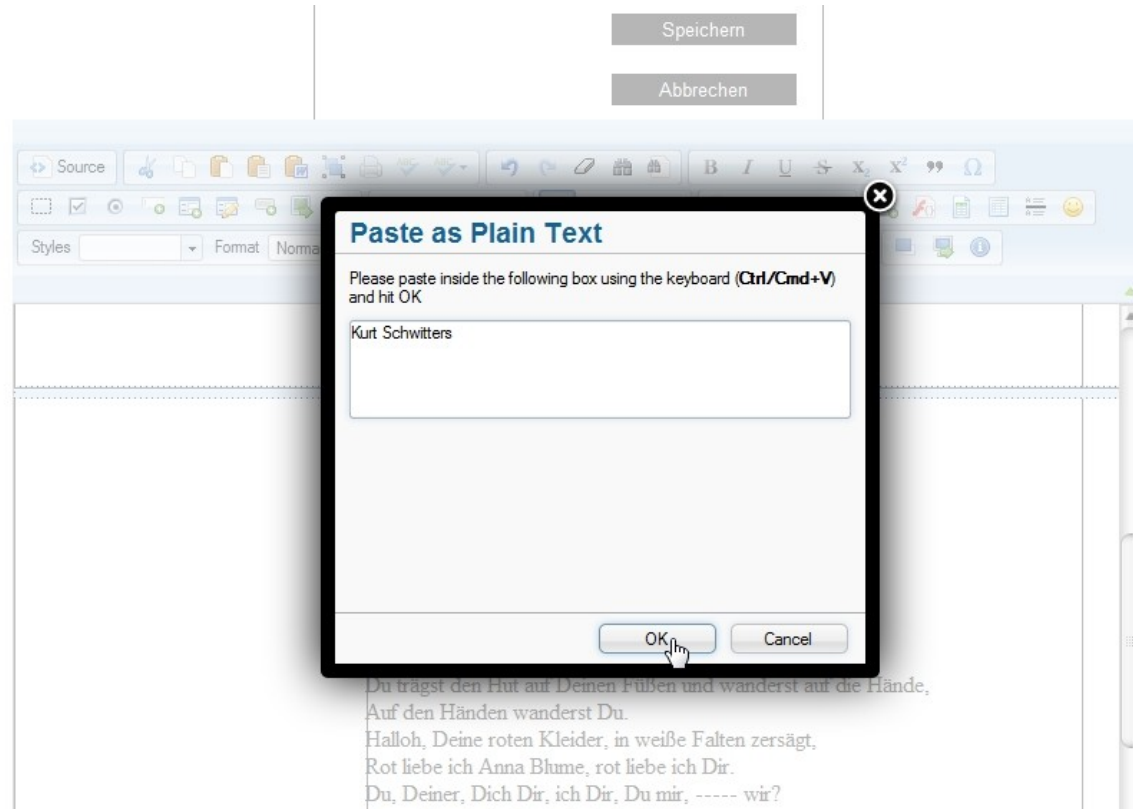 Speichern
Abbrechen
Source
B I U S X₂ X² Ω
Styles Format Norma
Paste as Plain Text
Please paste inside the following box using the keyboard (Ctrl/Cmd+V)
and hit OK
Kurt Schwitters
OK Cancel
Du trägst den Hut auf Deinen Füßen und wanderst auf die Hände,
Auf den Händen wanderst Du.
Halloh, Deine roten Kleider, in weiße Falten zersägt,
Rot liebe ich Anna Blume, rot liebe ich Dir.
Du, Deiner, Dich Dir, ich Dir, Du mir, ----- wir?